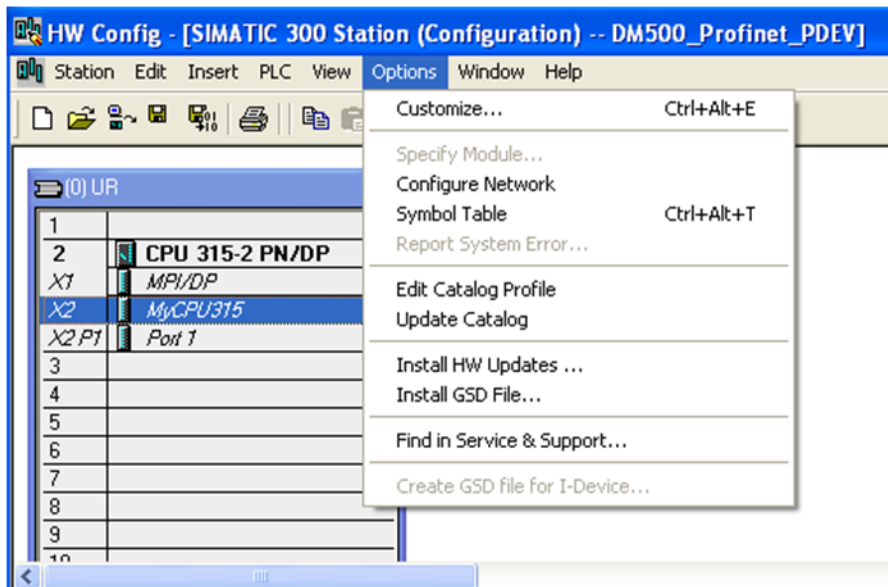 HW Config - [SIMATIC 300 Station (Configuration) -- DM500_Profinet_PDEV]
Station Edit Insert PLC View Options Window Help
Customize... Ctrl+Alt+E
Specify Module...
Configure Network
Symbol Table Ctrl+Alt+T
Report System Error...
Edit Catalog Profile
Update Catalog
Install HW Updates ...
Install GSD File...
Find in Service & Support...
Create GSD file for I-Device...
(0) UR
1
2 CPU 315-2 PN/DP
X1 MPI/DP
X2 MyCPU315
X2 P1 Port 1
3
4
5
6
7
8
9
10